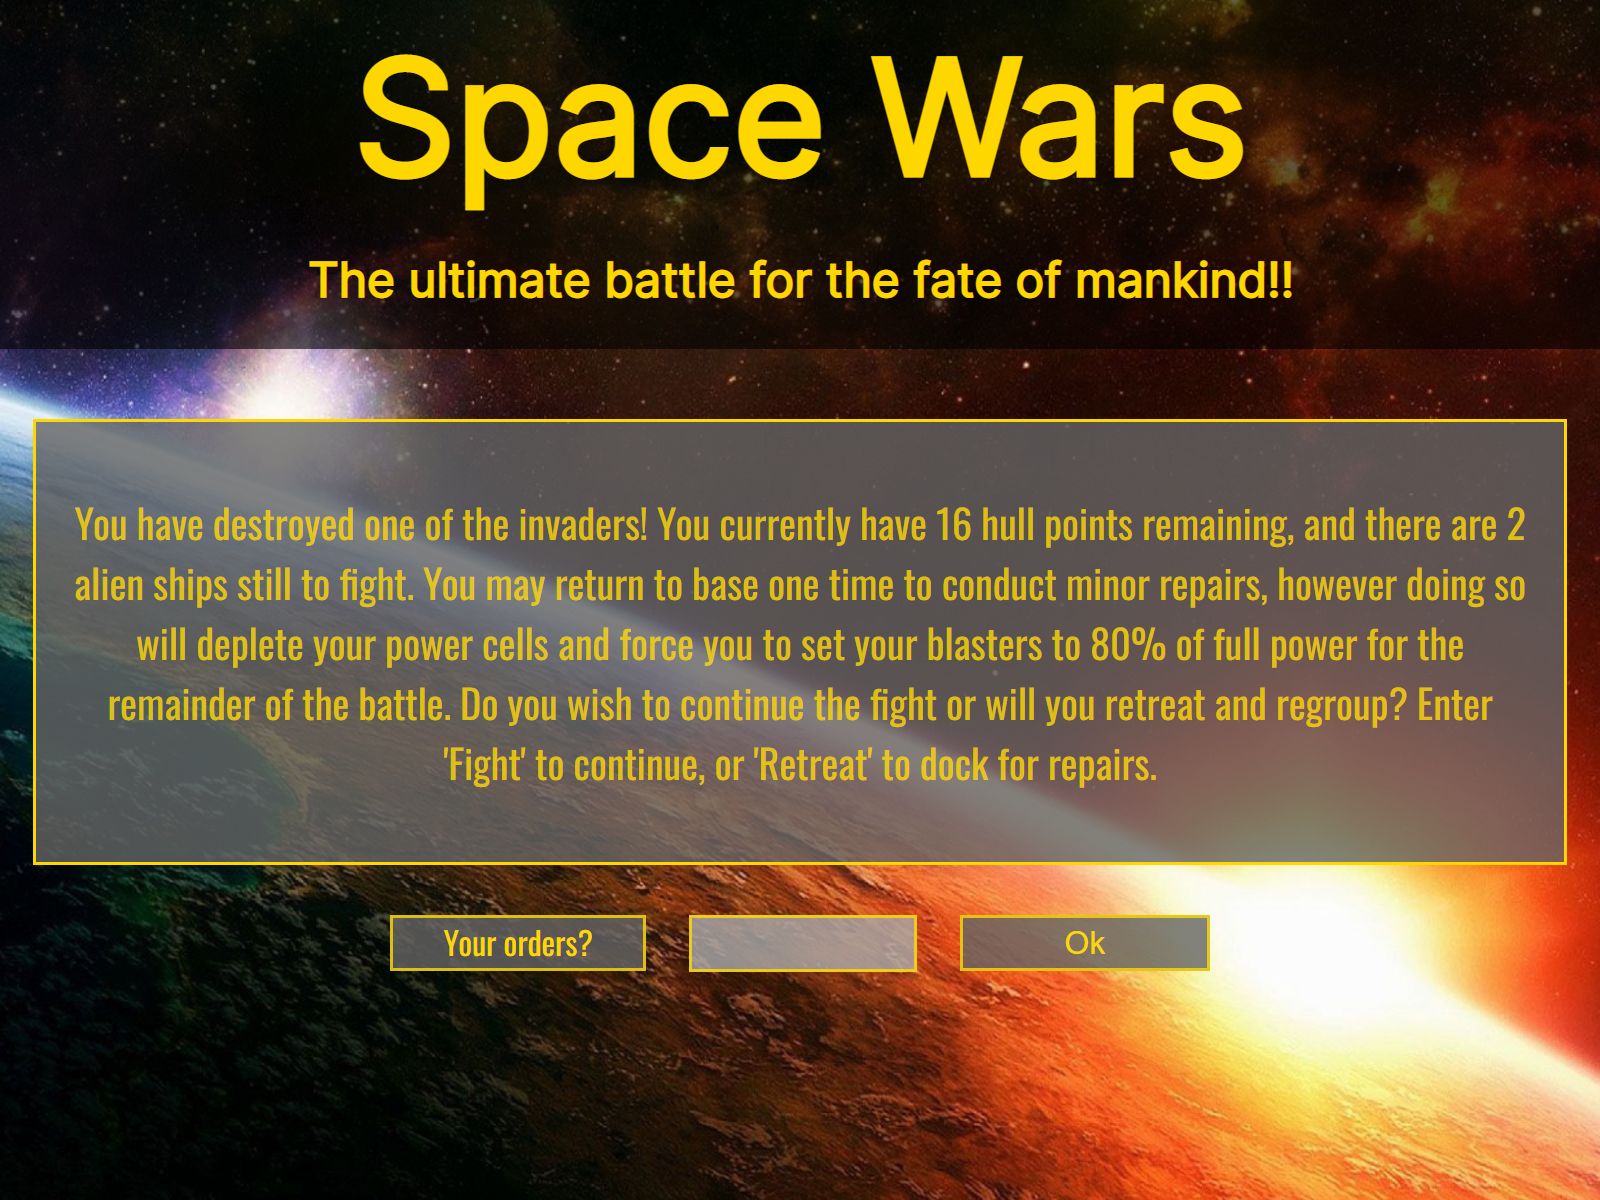 Space Wars
The ultimate battle for the fate of mankind!!
You have destroyed one of the invaders! You currently have 16 hull points remaining, and there are 2
alien ships still to fight. You may return to base one time to conduct minor repairs, however doing so
will deplete your power cells and force you to set your blasters to 80% of full power for the
remainder of the battle. Do you wish to continue the fight or will you retreat and regroup? Enter
'Fight' to continue, or 'Retreat' to dock for repairs.
Your orders?
Ok